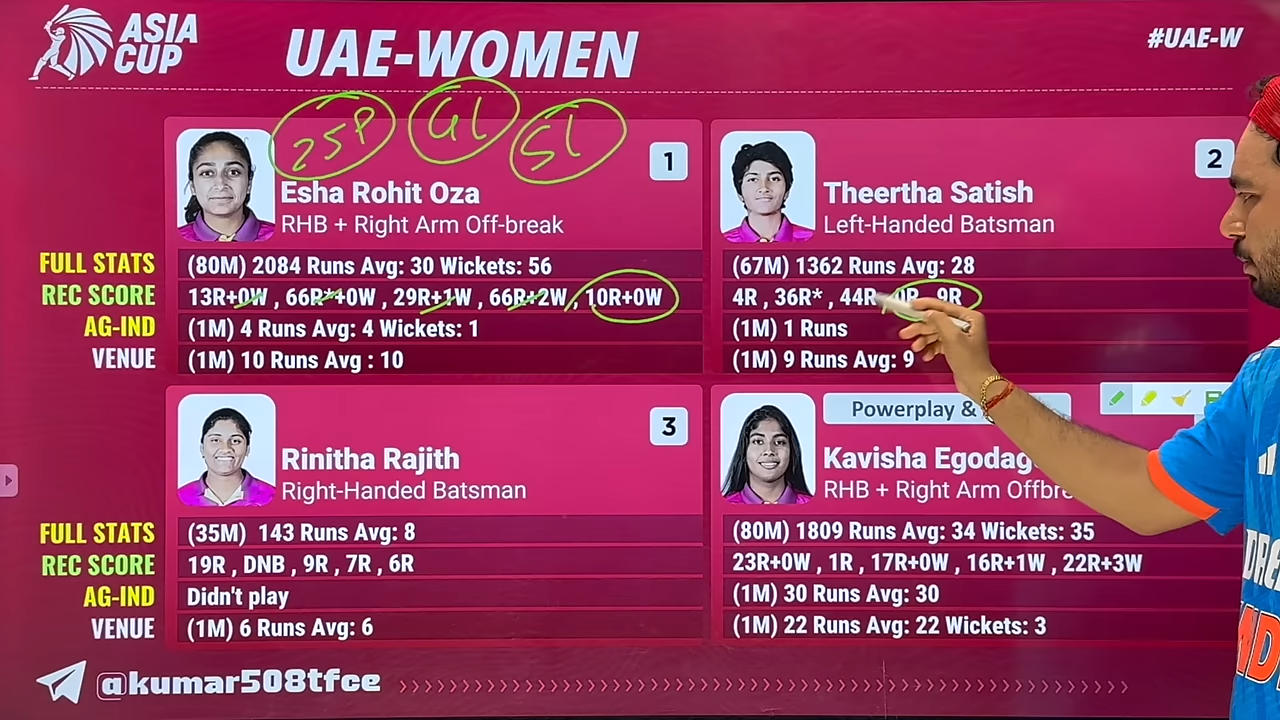 ASIA CUP
UAE-WOMEN
#UAE-W
25P
GL
SL
1
Esha Rohit Oza
RHB + Right Arm Off-break
FULL STATS
(80M) 2084 Runs Avg: 30 Wickets: 56
REC SCORE
13R+0W , 66R*+0W , 29R+1W , 66R+2W , 10R+0W
AG-IND
(1M) 4 Runs Avg: 4 Wickets: 1
VENUE
(1M) 10 Runs Avg : 10
2
Theertha Satish
Left-Handed Batsman
(67M) 1362 Runs Avg: 28
4R , 36R* , 44R 9R
(1M) 1 Runs
(1M) 9 Runs Avg: 9
3
Rinitha Rajith
Right-Handed Batsman
FULL STATS
(35M) 143 Runs Avg: 8
REC SCORE
19R , DNB , 9R , 7R , 6R
AG-IND
Didn't play
VENUE
(1M) 6 Runs Avg: 6
Powerplay &
Kavisha
RHB + Right Arm
(80M) 1809 Runs Avg: 34 Wickets: 35
23R+0W , 1R , 17R+0W , 16R+1W , 22R+3W
(1M) 30 Runs Avg: 30
(1M) 22 Runs Avg: 22 Wickets: 3
@kumar508tfce